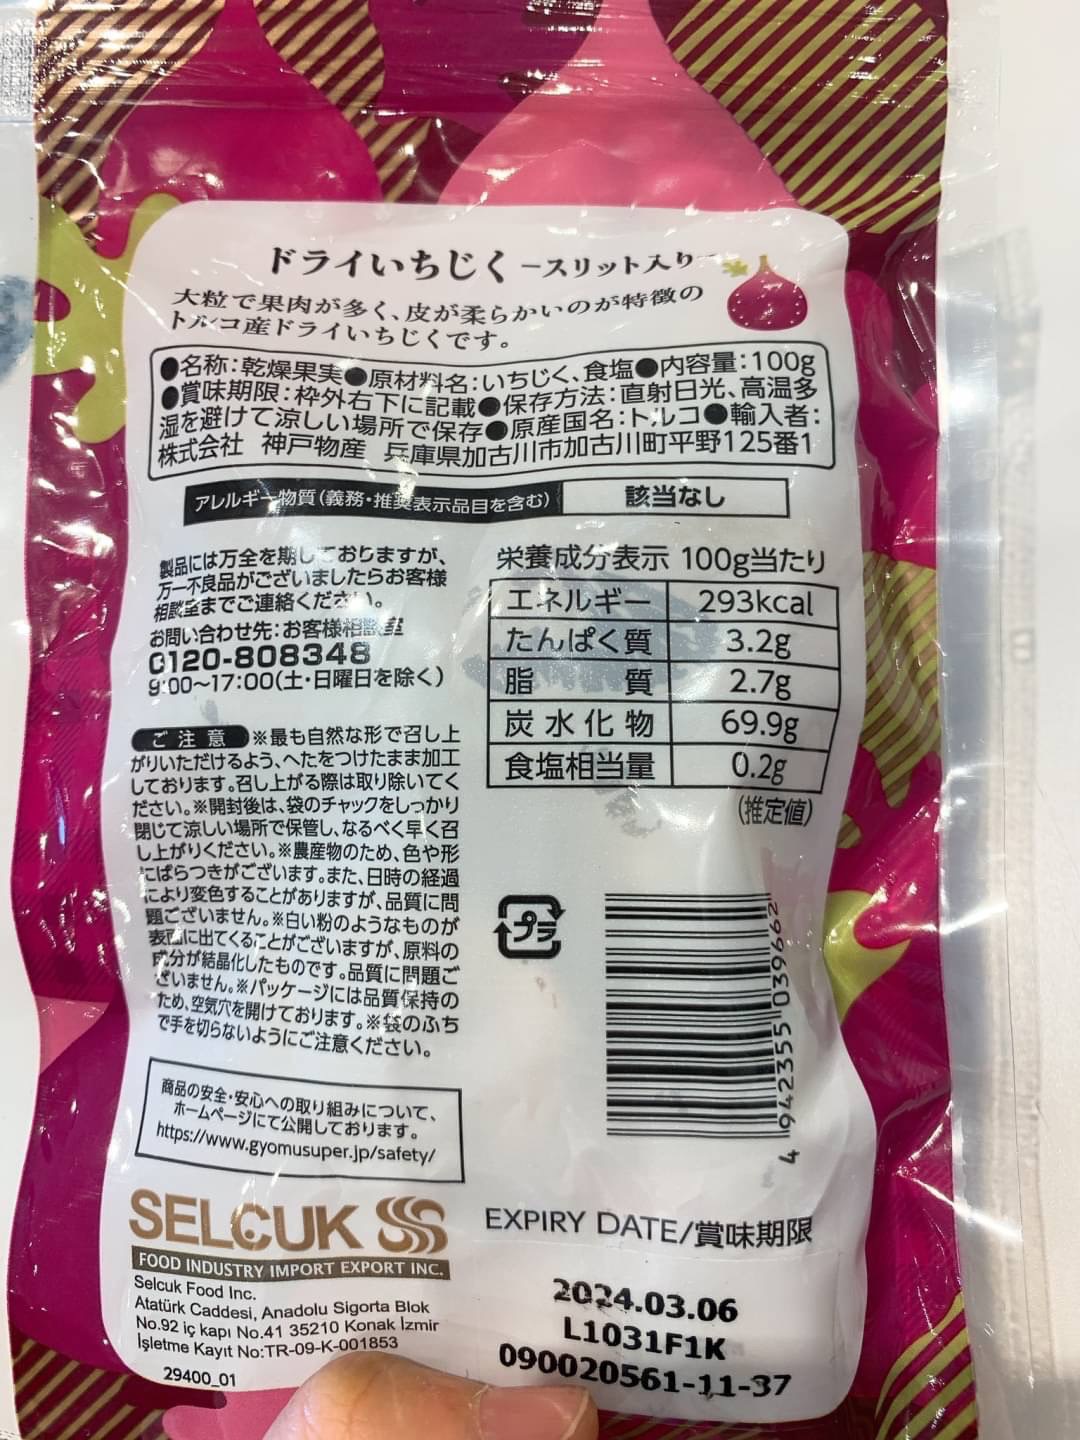 ドライいちじく −スリット入り−
大粒で果肉が多く、皮が柔らかいのが特徴の
トルコ産ドライいちじくです。
●名称：乾燥果実●原材料名：いちじく、食塩●内容量：100g
●賞味期限：枠外右下に記載●保存方法：直射日光、高温多
湿を避けて涼しい場所で保存●原産国名：トルコ●輸入者：
株式会社 神戸物産 兵庫県加古川市加古川町平野125番1
アレルギー物質（義務・推奨表示品目を含む） 該当なし
製品には万全を期しておりますが、
万一不良品がございましたらお客様
相談室までご連絡ください。
お問い合わせ先：お客様相談室
0120-808348
9:00〜17:00（土・日曜日を除く）
ご注意 ※最も自然な形で召し上
がりいただけるよう、へたをつけたまま加工
しております。召し上がる際は取り除いてく
ださい。※開封後は、袋のチャックをしっかり
閉じて涼しい場所で保管し、なるべく早く召
し上がりください。※農産物のため、色や形
にばらつきがございます。また、日時の経過
により変色することがありますが、品質に問
題ございません。※白い粉のようなものが
表面に出てくることがございますが、原料の
成分が結晶化したものです。品質に問題ご
ざいません。※パッケージには品質保持の
ため、空気穴を開けております。※袋のふち
で手を切らないようにご注意ください。
商品の安全・安心への取り組みについて、
ホームページにて公開しております。
https://www.gyomusuper.jp/safety/
栄養成分表示 100g当たり
エネルギー 293kcal
たんぱく質 3.2g
脂質 2.7g
炭水化物 69.9g
食塩相当量 0.2g
（推定値）
プラ
4 942355 039662
SELCUK
FOOD INDUSTRY IMPORT EXPORT INC.
Selcuk Food Inc.
Atatürk Caddesi, Anadolu Sigorta Blok
No.92 iç kapı No.41 35210 Konak İzmir
İşletme Kayıt No:TR-09-K-001853
29400_01
EXPIRY DATE/賞味期限
2024.03.06
L1031F1K
090020561-11-37